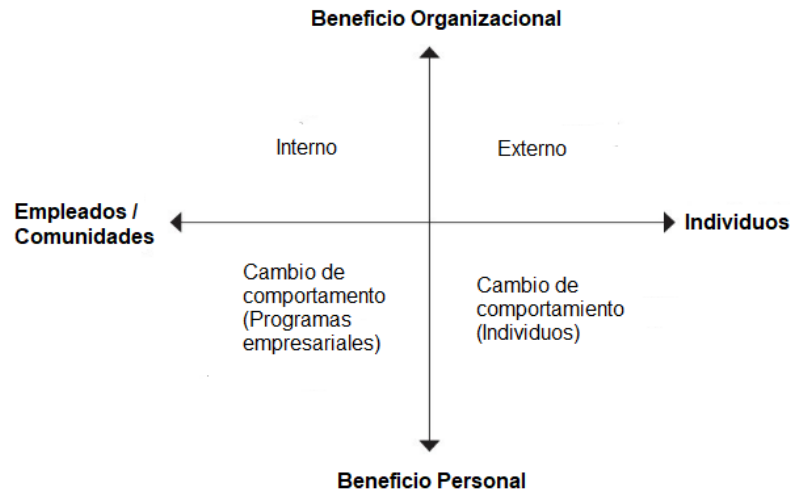 Beneficio Organizacional
Interno
Externo
Empleados /
Comunidades
Individuos
Cambio de
comportamento
(Programas
empresariales)
Cambio de
comportamiento
(Individuos)
Beneficio Personal